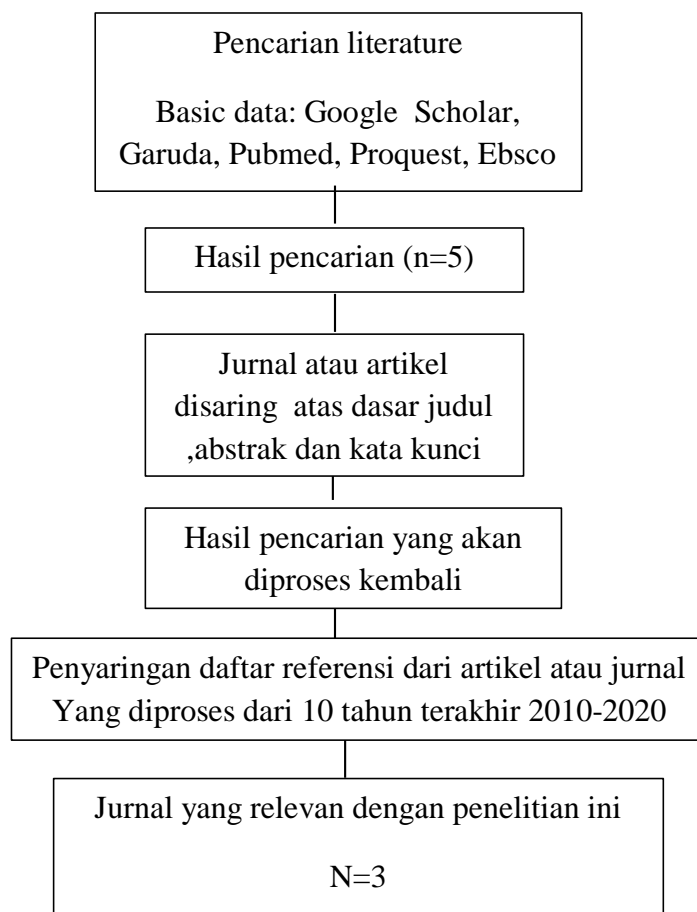 Pencarian literature
Basic data: Google  Scholar,
Garuda, Pubmed, Proquest, Ebsco
Hasil pencarian (n=5)
Jurnal atau artikel
disaring  atas dasar judul
,abstrak dan kata kunci
Hasil pencarian yang akan
diproses kembali
Penyaringan daftar referensi dari artikel atau jurnal
Yang diproses dari 10 tahun terakhir 2010-2020
Jurnal yang relevan dengan penelitian ini
N=3